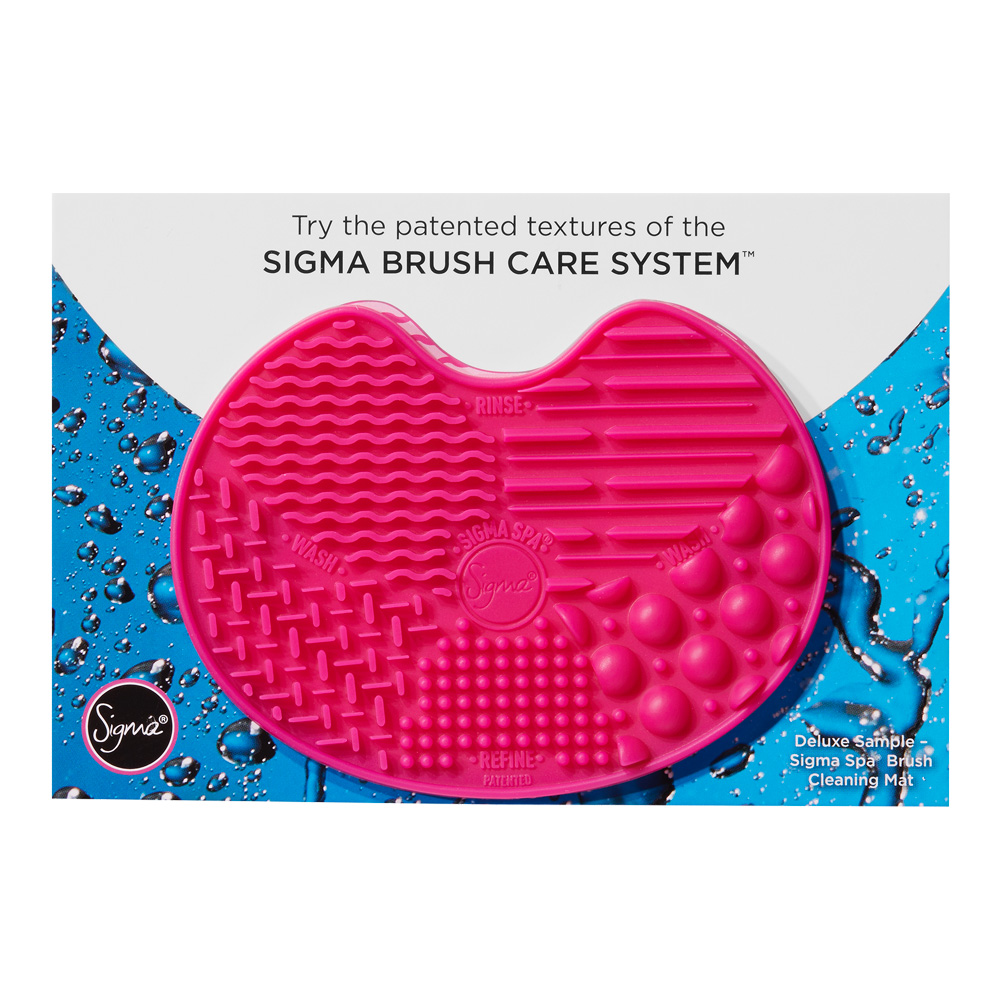 Try the patented textures of the
SIGMA BRUSH CARE SYSTEM™
• RINSE •
• WASH •
• SIGMA SPA® •
• WASH •
Sigma®
• REFINE •
PATENTED
Sigma®
Deluxe Sample –
Sigma Spa® Brush
Cleaning Mat